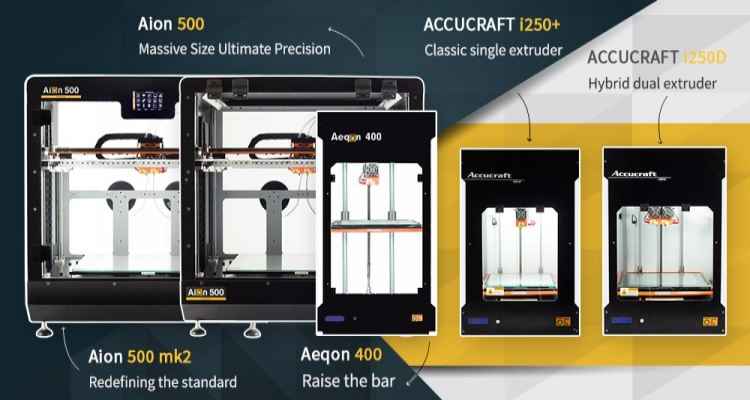 Aion 500
Massive Size Ultimate Precision
ACCUCRAFT i250+
Classic single extruder
ACCUCRAFT i250D
Hybrid dual extruder
Aion 500
Aeqon 400
Accucraft
Accucraft
Aion 500
Aion 500 mk2
Redefining the standard
Aeqon 400
Raise the bar